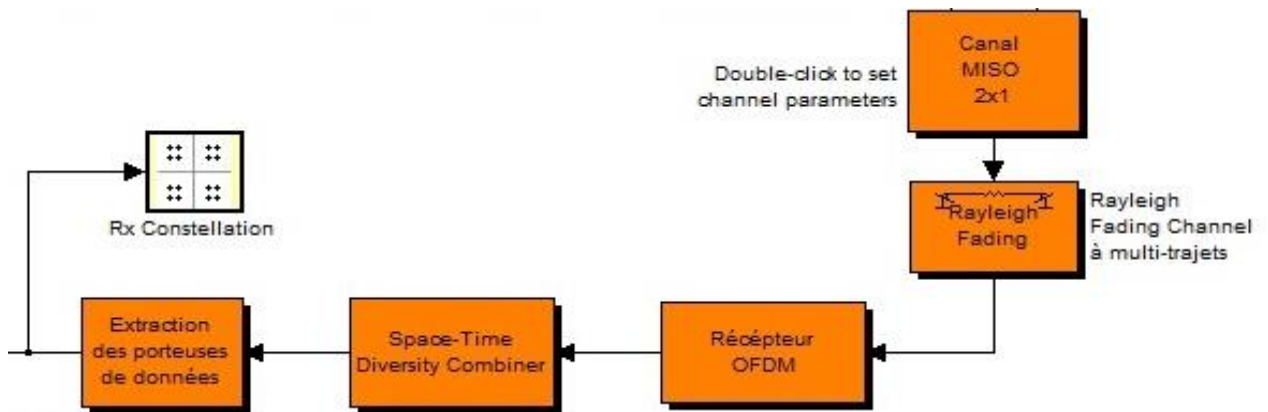 Canal
MISO
2x1
Double-click to set
channel parameters
Rayleigh
Fading
Rayleigh
Fading Channel
à multi-trajets
Rx Constellation
Extraction
des porteuses
de données
Space-Time
Diversity Combiner
Récépteur
OFDM